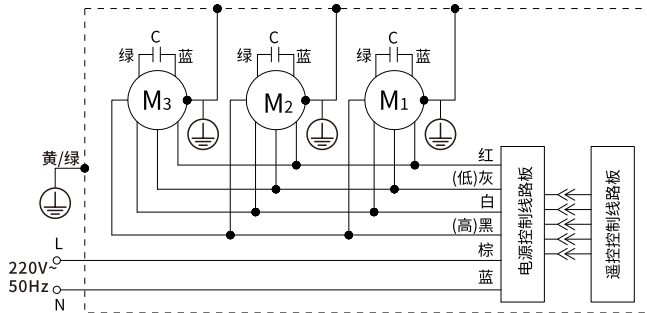 C
C
C
绿
蓝
绿
蓝
绿
蓝
M3
M2
M1
黄/绿
红
(低)灰
白
(高)黑
棕
蓝
L
220V~
50Hz
N
电源控制线路板
遥控控制线路板